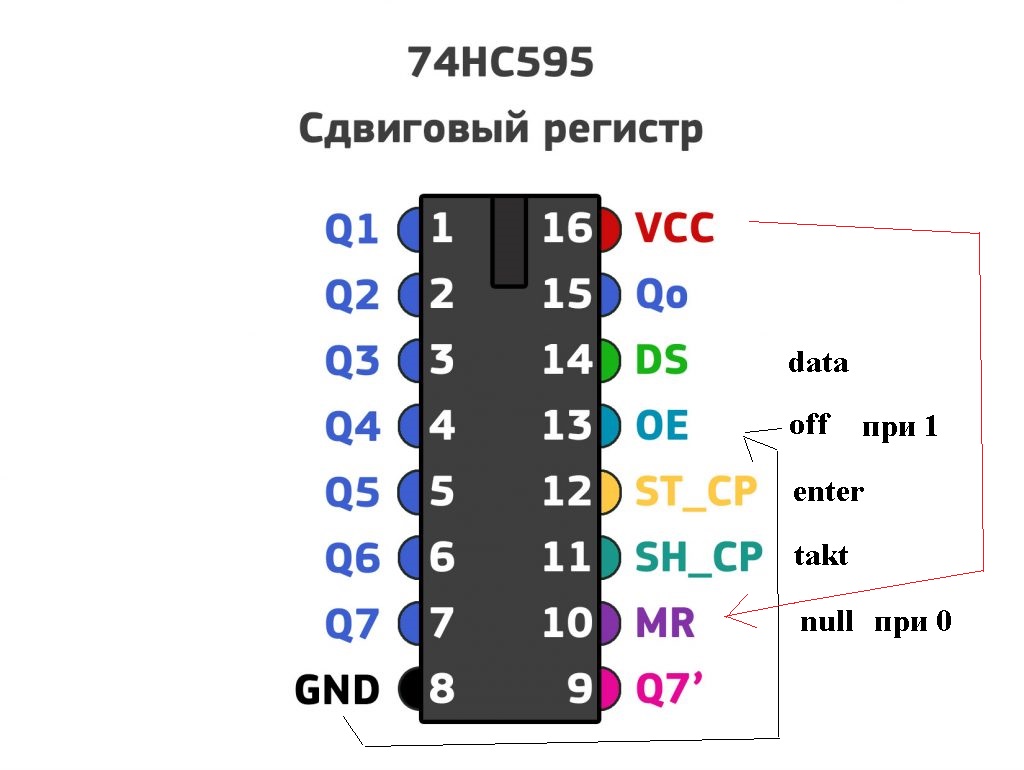 74HC595
Сдвиговый регистр
Q1 1 16 VCC
Q2 2 15 Qo
Q3 3 14 DS data
Q4 4 13 OE off при 1
Q5 5 12 ST_CP enter
Q6 6 11 SH_CP takt
Q7 7 10 MR null при 0
GND 8 9 Q7’